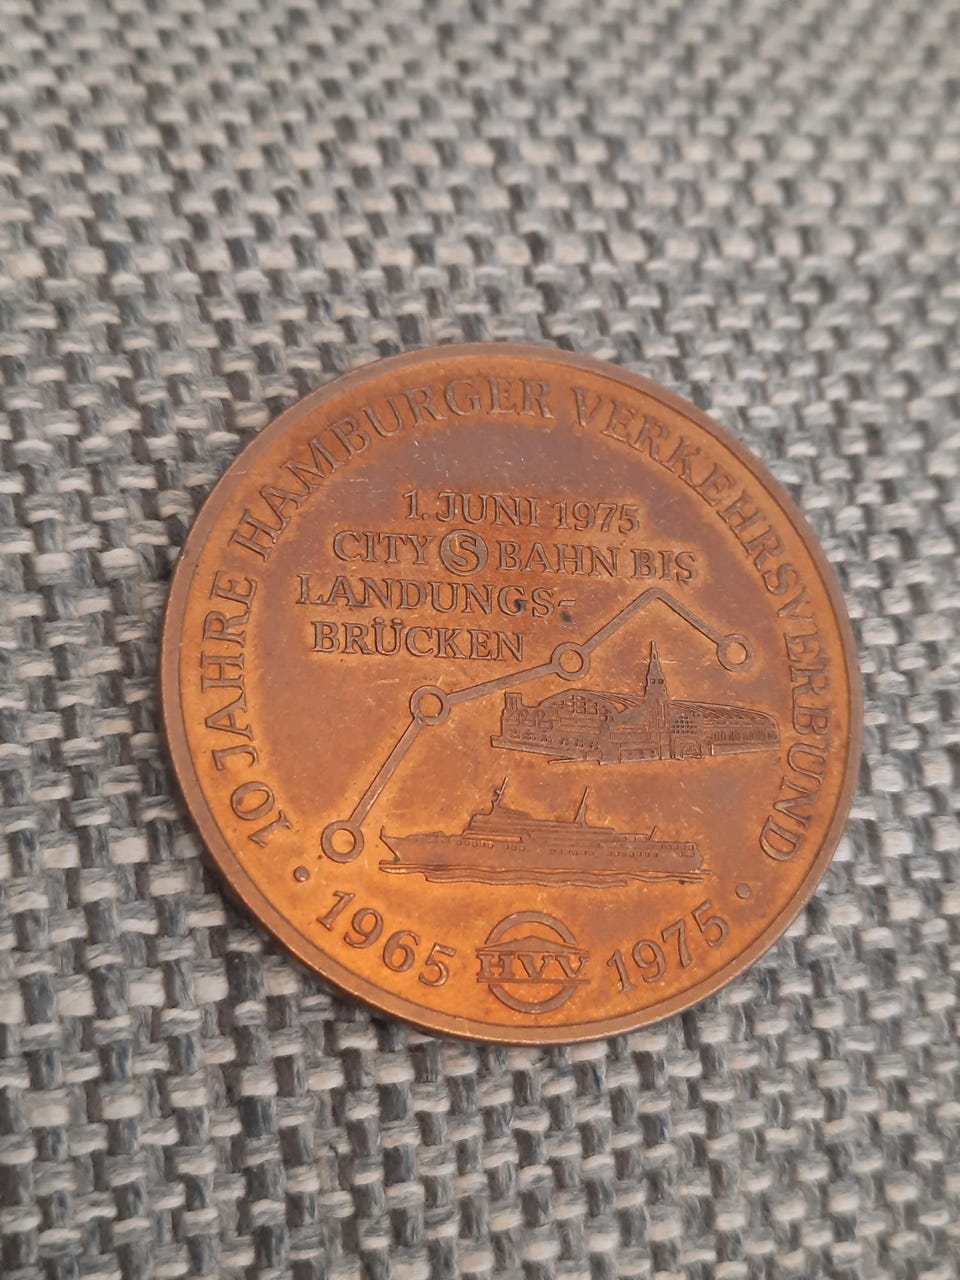 10 JAHRE HAMBURGER VERKEHRSVERBUND
1. JUNI 1975
CITY S BAHN BIS
LANDUNGS-
BRÜCKEN
· 1965
HVV
1975 ·